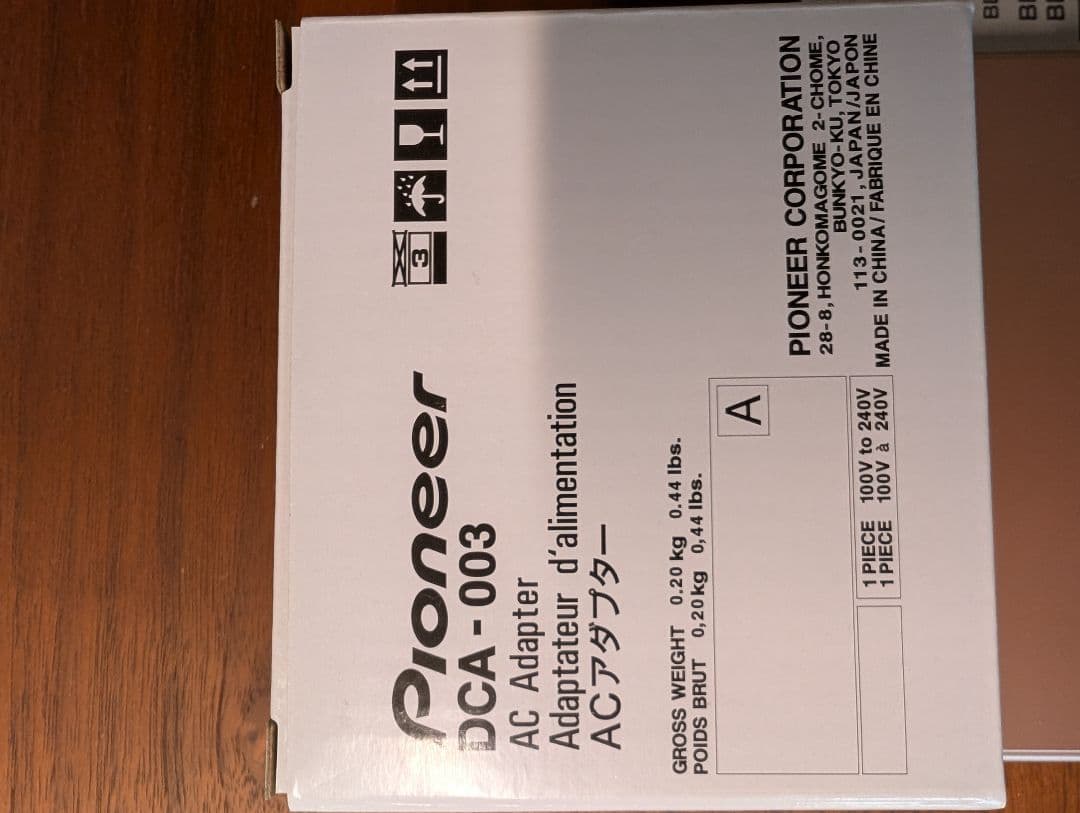 Pioneer
DCA - 003
AC Adapter
Adaptateur d'alimentation
ACアダプター
3
GROSS WEIGHT 0.20 kg 0.44 lbs.
POIDS BRUT 0,20 kg 0,44 lbs.
A
1 PIECE 100V to 240V
1 PIECE 100V à 240V
PIONEER CORPORATION
28-8, HONKOMAGOME 2-CHOME,
BUNKYO-KU, TOKYO
113-0021, JAPAN/JAPON
MADE IN CHINA/ FABRIQUE EN CHINE